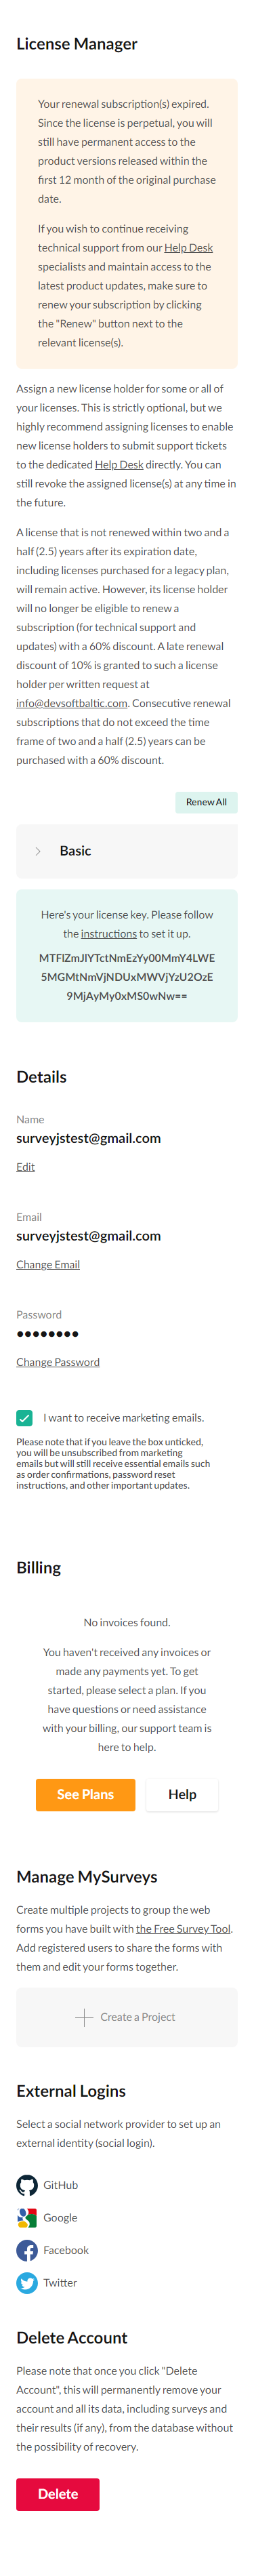 License Manager
Your renewal subscription(s) expired.
Since the license is perpetual, you will
still have permanent access to the
product versions released within the
first 12 month of the original purchase
date.
If you wish to continue receiving
technical support from our Help Desk
specialists and maintain access to the
latest product updates, make sure to
renew your subscription by clicking
the "Renew" button next to the
relevant license(s).
Assign a new license holder for some or all of
your licenses. This is strictly optional, but we
highly recommend assigning licenses to enable
new license holders to submit support tickets
to the dedicated Help Desk directly. You can
still revoke the assigned license(s) at any time in
the future.
A license that is not renewed within two and a
half (2.5) years after its expiration date,
including licenses purchased for a legacy plan,
will remain active. However, its license holder
will no longer be eligible to renew a
subscription (for technical support and
updates) with a 60% discount. A late renewal
discount of 10% is granted to such a license
holder per written request at
info@devsoftbaltic.com. Consecutive renewal
subscriptions that do not exceed the time
frame of two and a half (2.5) years can be
purchased with a 60% discount.
Renew All
Basic
Here's your license key. Please follow
the instructions to set it up.
MTFlZmJlYTctNmEzYy00MmY4LWE
5MGMtNmVjNDUxMWVjYzU2OzE
9MjAyMy0xMS0wNw==
Details
Name
surveyjstest@gmail.com
Edit
Email
surveyjstest@gmail.com
Change Email
Password
●●●●●●●●
Change Password
I want to receive marketing emails.
Please note that if you leave the box unticked,
you will be unsubscribed from marketing
emails but will still receive essential emails such
as order confirmations, password reset
instructions, and other important updates.
Billing
No invoices found.
You haven't received any invoices or
made any payments yet. To get
started, please select a plan. If you
have questions or need assistance
with your billing, our support team is
here to help.
See Plans Help
Manage MySurveys
Create multiple projects to group the web
forms you have built with the Free Survey Tool.
Add registered users to share the forms with
them and edit your forms together.
Create a Project
External Logins
Select a social network provider to set up an
external identity (social login).
GitHub
Google
Facebook
Twitter
Delete Account
Please note that once you click "Delete
Account", this will permanently remove your
account and all its data, including surveys and
their results (if any), from the database without
the possibility of recovery.
Delete